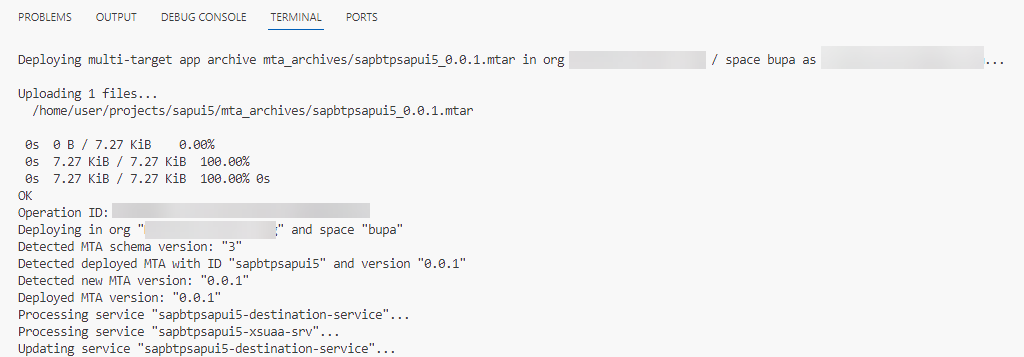 PROBLEMS OUTPUT DEBUG CONSOLE TERMINAL PORTS
Deploying multi-target app archive mta_archives/sapbtpsapui5_0.0.1.mtar in org / space bupa as ...
Uploading 1 files...
/home/user/projects/sapui5/mta_archives/sapbtpsapui5_0.0.1.mtar
0s 0 B / 7.27 KiB 0.00%
0s 7.27 KiB / 7.27 KiB 100.00%
0s 7.27 KiB / 7.27 KiB 100.00% 0s
OK
Operation ID:
Deploying in org "" and space "bupa"
Detected MTA schema version: "3"
Detected deployed MTA with ID "sapbtpsapui5" and version "0.0.1"
Detected new MTA version: "0.0.1"
Deployed MTA version: "0.0.1"
Processing service "sapbtpsapui5-destination-service"...
Processing service "sapbtpsapui5-xsuaa-srv"...
Updating service "sapbtpsapui5-destination-service"...